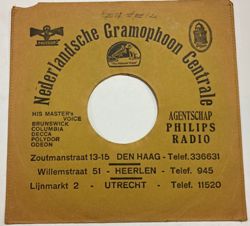 Nederlandsche Gramophoon Centrale
HIS MASTER'S
VOICE
BRUNSWICK
COLUMBIA
DECCA
POLYDOR
ODEON
AGENTSCHAP
PHILIPS
RADIO
Zoutmanstraat 13-15 DEN HAAG - Telef. 336631
Willemstraat 51 - HEERLEN - Telef. 945
Lijnmarkt 2 - UTRECHT - Telef. 11520